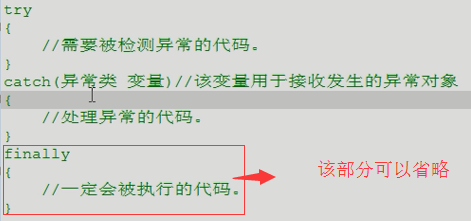 try
{
//需要被检测异常的代码。
}
catch(异常类 变量)//该变量用于接收发生的异常对象
{
//处理异常的代码。
}
finally
{
//一定会被执行的代码。
}
该部分可以省略